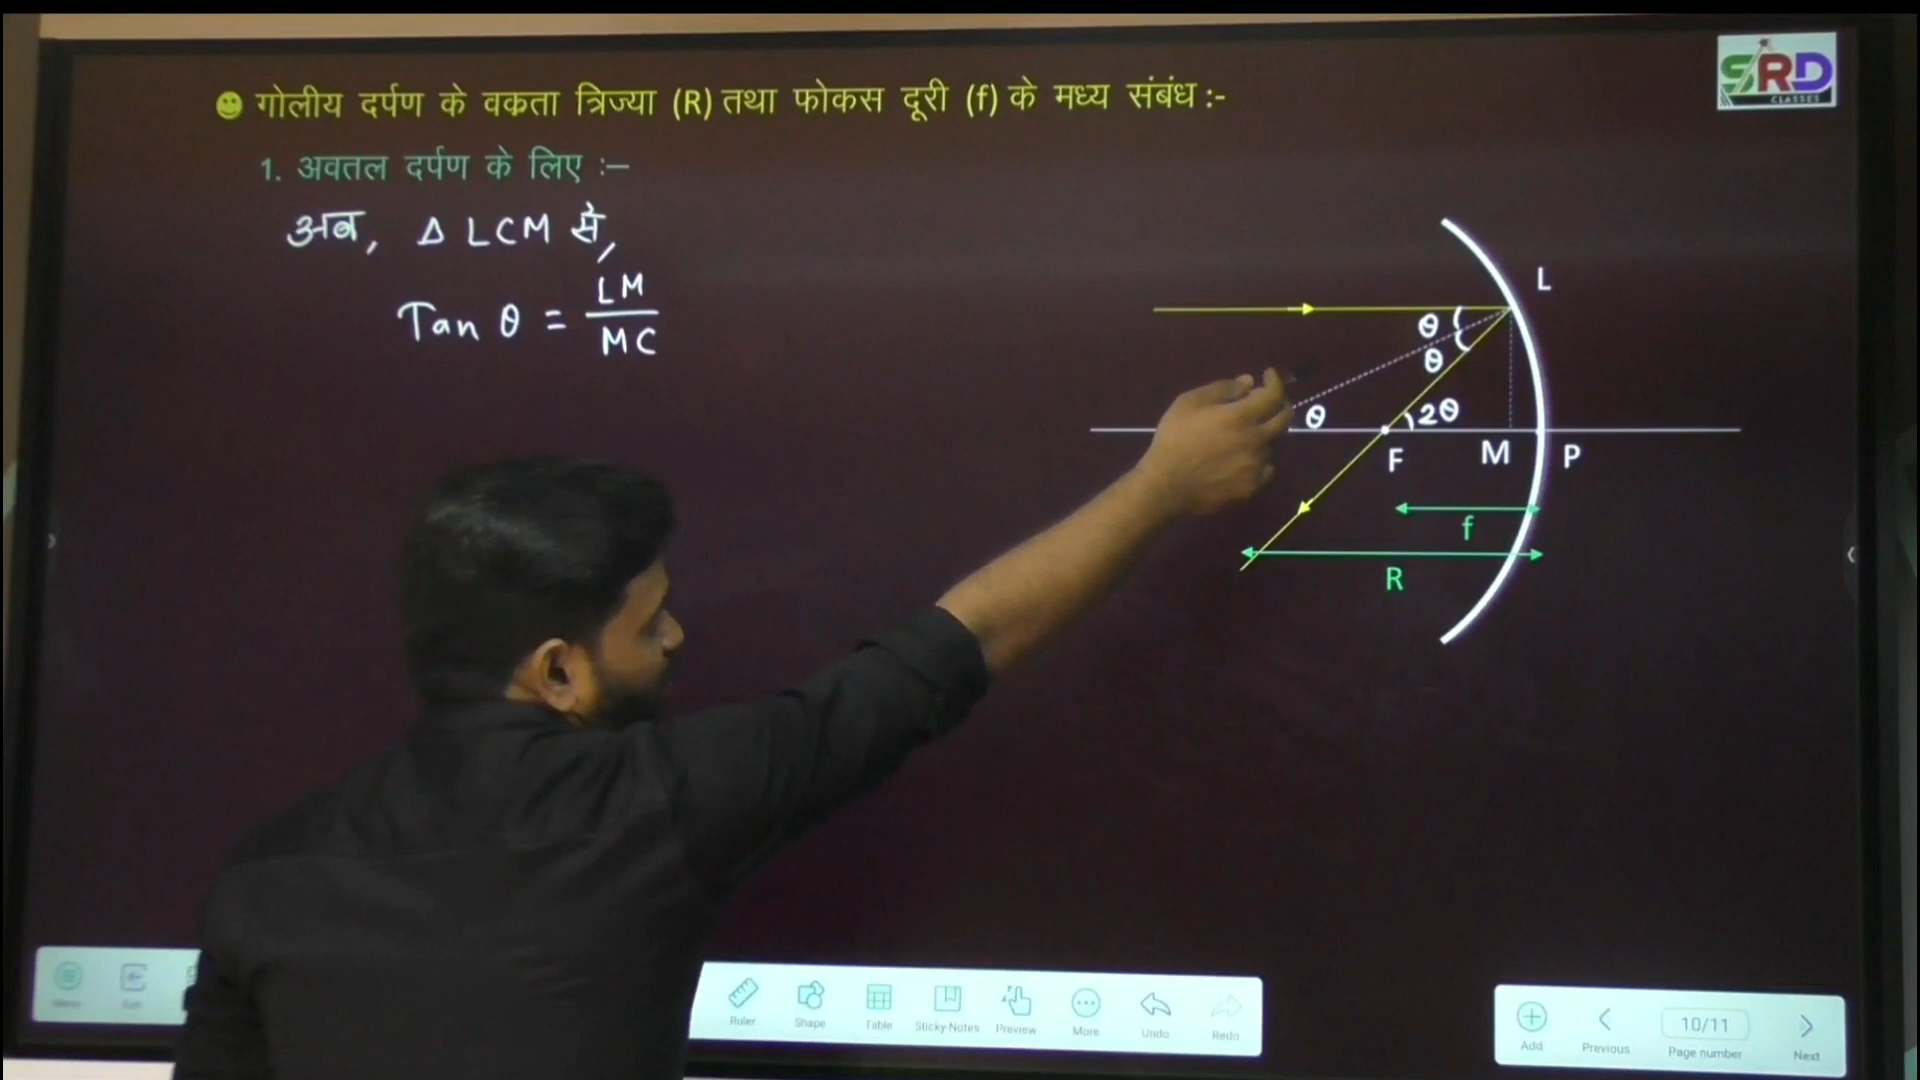 गोलीय दर्पण के वक्रता त्रिज्या (R) तथा फोकस दूरी (f) के मध्य संबंध :-
SRD
CLASSES
1. अवतल दर्पण के लिए :–
अब, Δ LCM से,
Tan θ = LM / MC
L
θ
θ
θ
2θ
F
M
P
f
R
Ruler
Shape
Table
Sticky-Notes
Preview
More
Undo
Redo
Add
Previous
10/11
Page number
Next